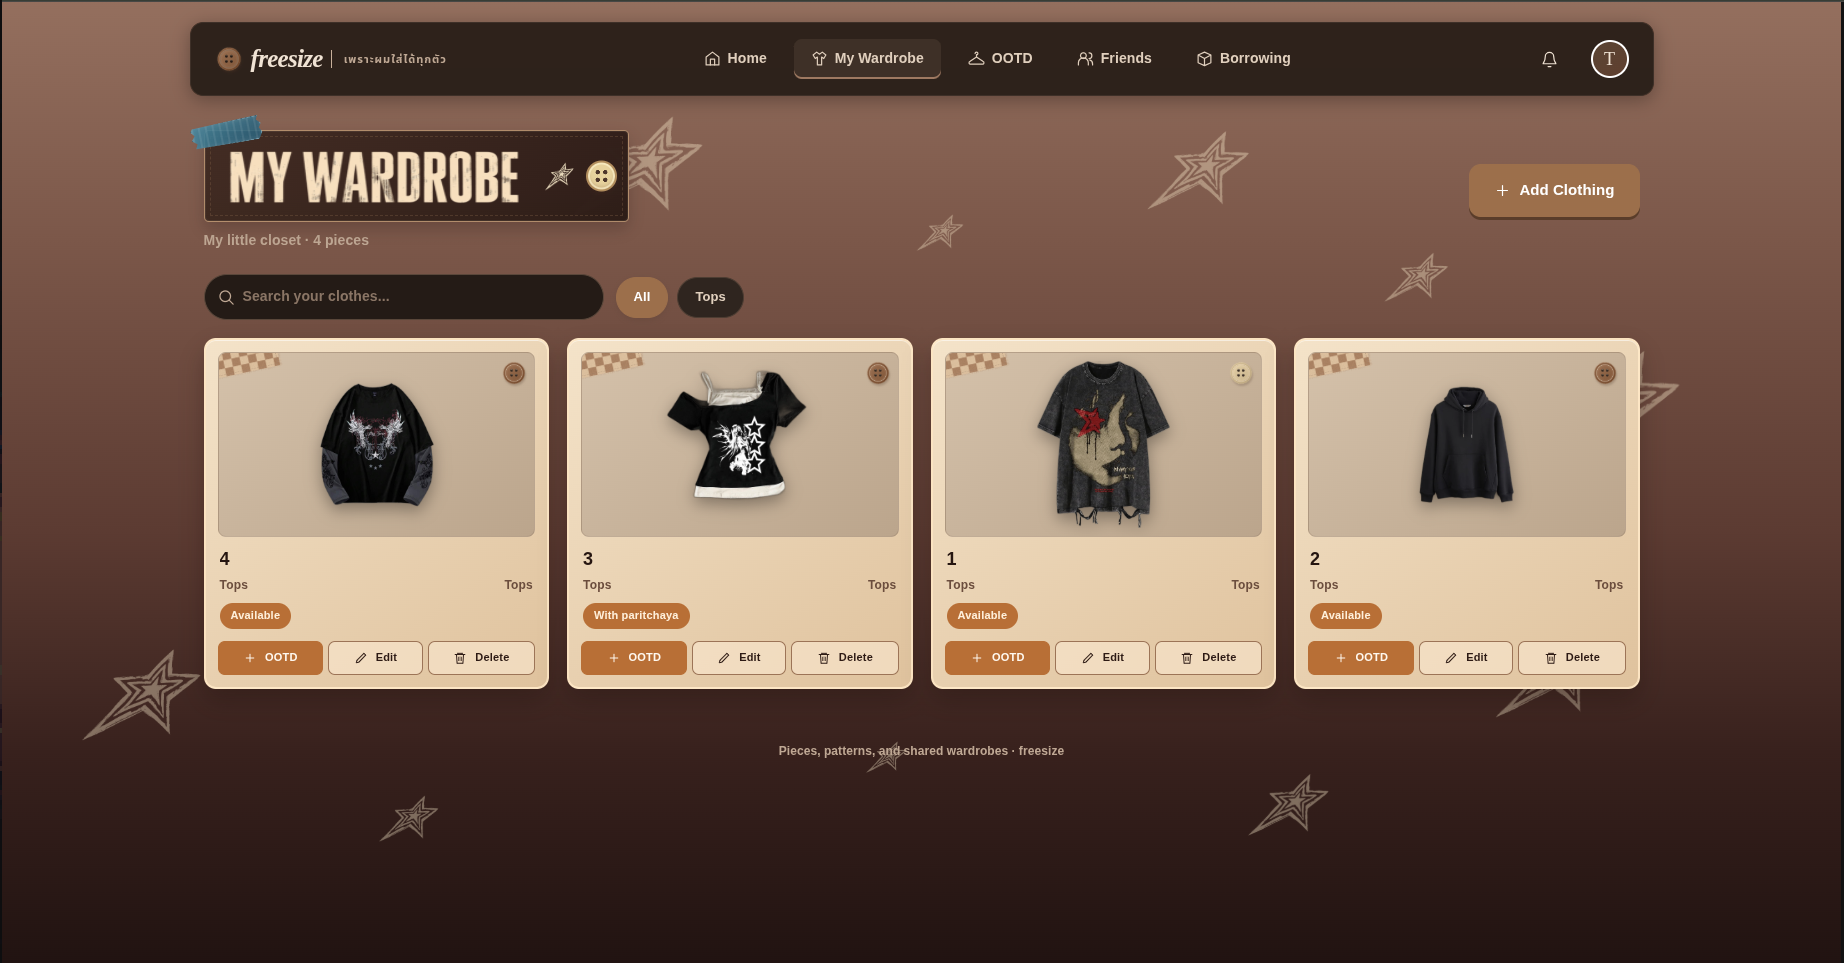 freesize | เพราะผมใส่ได้ทุกตัว
Home
My Wardrobe
OOTD
Friends
Borrowing
T
MY WARDROBE
Add Clothing
My little closet · 4 pieces
Search your clothes...
All
Tops
4
Tops
Tops
Available
OOTD
Edit
Delete
3
Tops
Tops
With paritchaya
OOTD
Edit
Delete
1
Tops
Tops
Available
OOTD
Edit
Delete
2
Tops
Tops
Available
OOTD
Edit
Delete
Pieces, patterns, and shared wardrobes · freesize